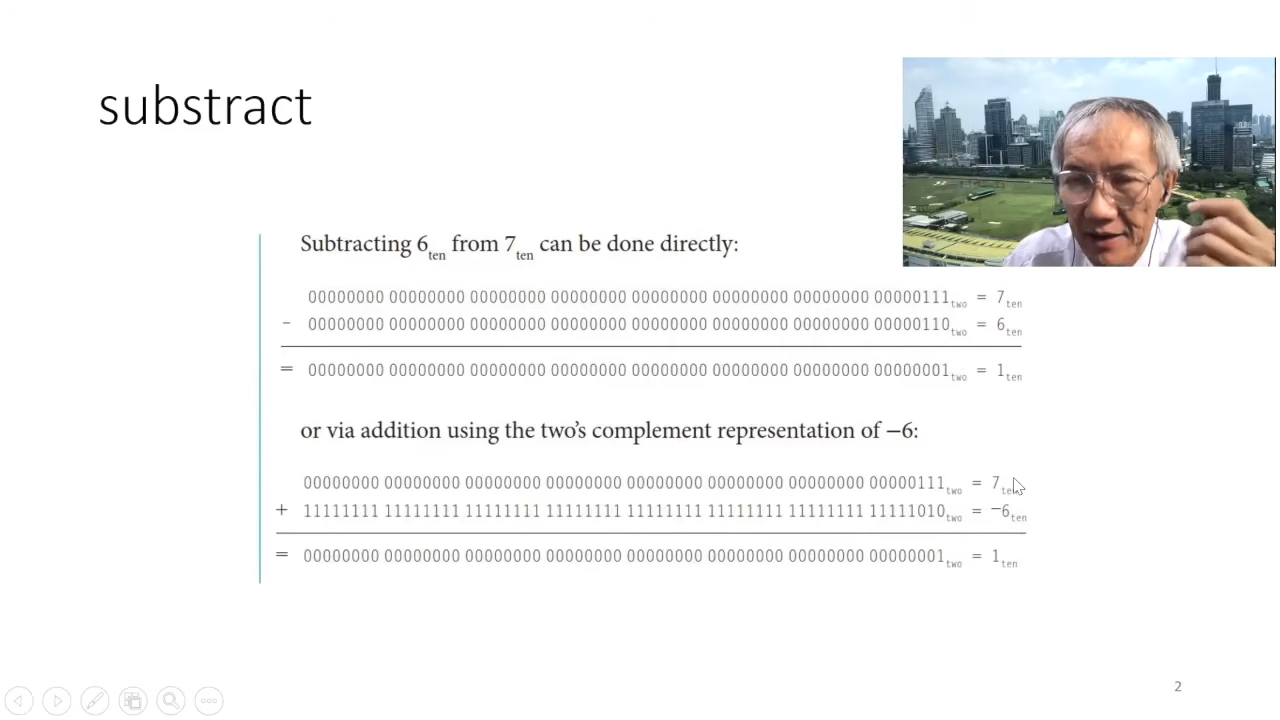 substract
Subtracting 6ten from 7ten can be done directly:
00000000 00000000 00000000 00000000 00000000 00000000 00000000 00000111two = 7ten
– 00000000 00000000 00000000 00000000 00000000 00000000 00000000 00000110two = 6ten
= 00000000 00000000 00000000 00000000 00000000 00000000 00000000 00000001two = 1ten
or via addition using the two's complement representation of −6:
00000000 00000000 00000000 00000000 00000000 00000000 00000000 00000111two = 7ten
+ 11111111 11111111 11111111 11111111 11111111 11111111 11111111 11111010two = –6ten
= 00000000 00000000 00000000 00000000 00000000 00000000 00000000 00000001two = 1ten
2